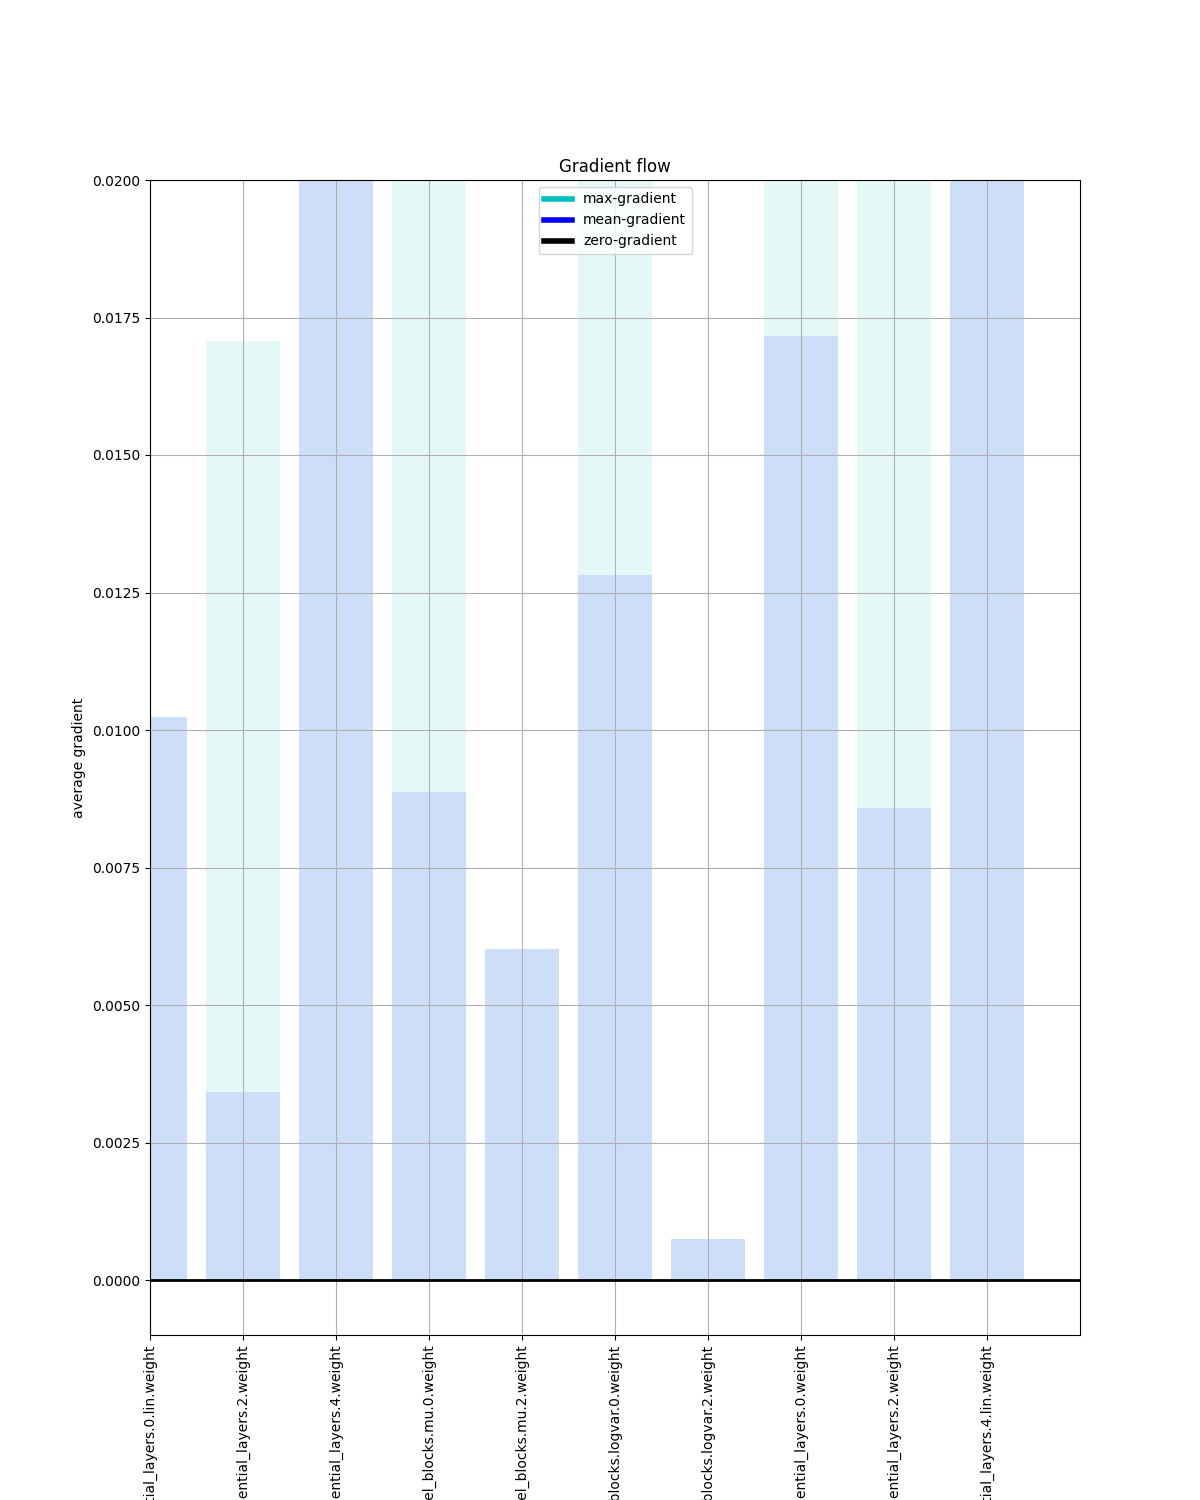 Gradient flow
max-gradient
mean-gradient
zero-gradient
0.0200
0.0175
0.0150
0.0125
0.0100
0.0075
0.0050
0.0025
0.0000
average gradient
tial_layers.0.lin.weight
ential_layers.2.weight
ential_layers.4.weight
el_blocks.mu.0.weight
el_blocks.mu.2.weight
blocks.logvar.0.weight
blocks.logvar.2.weight
ential_layers.0.weight
ential_layers.2.weight
tial_layers.4.lin.weight